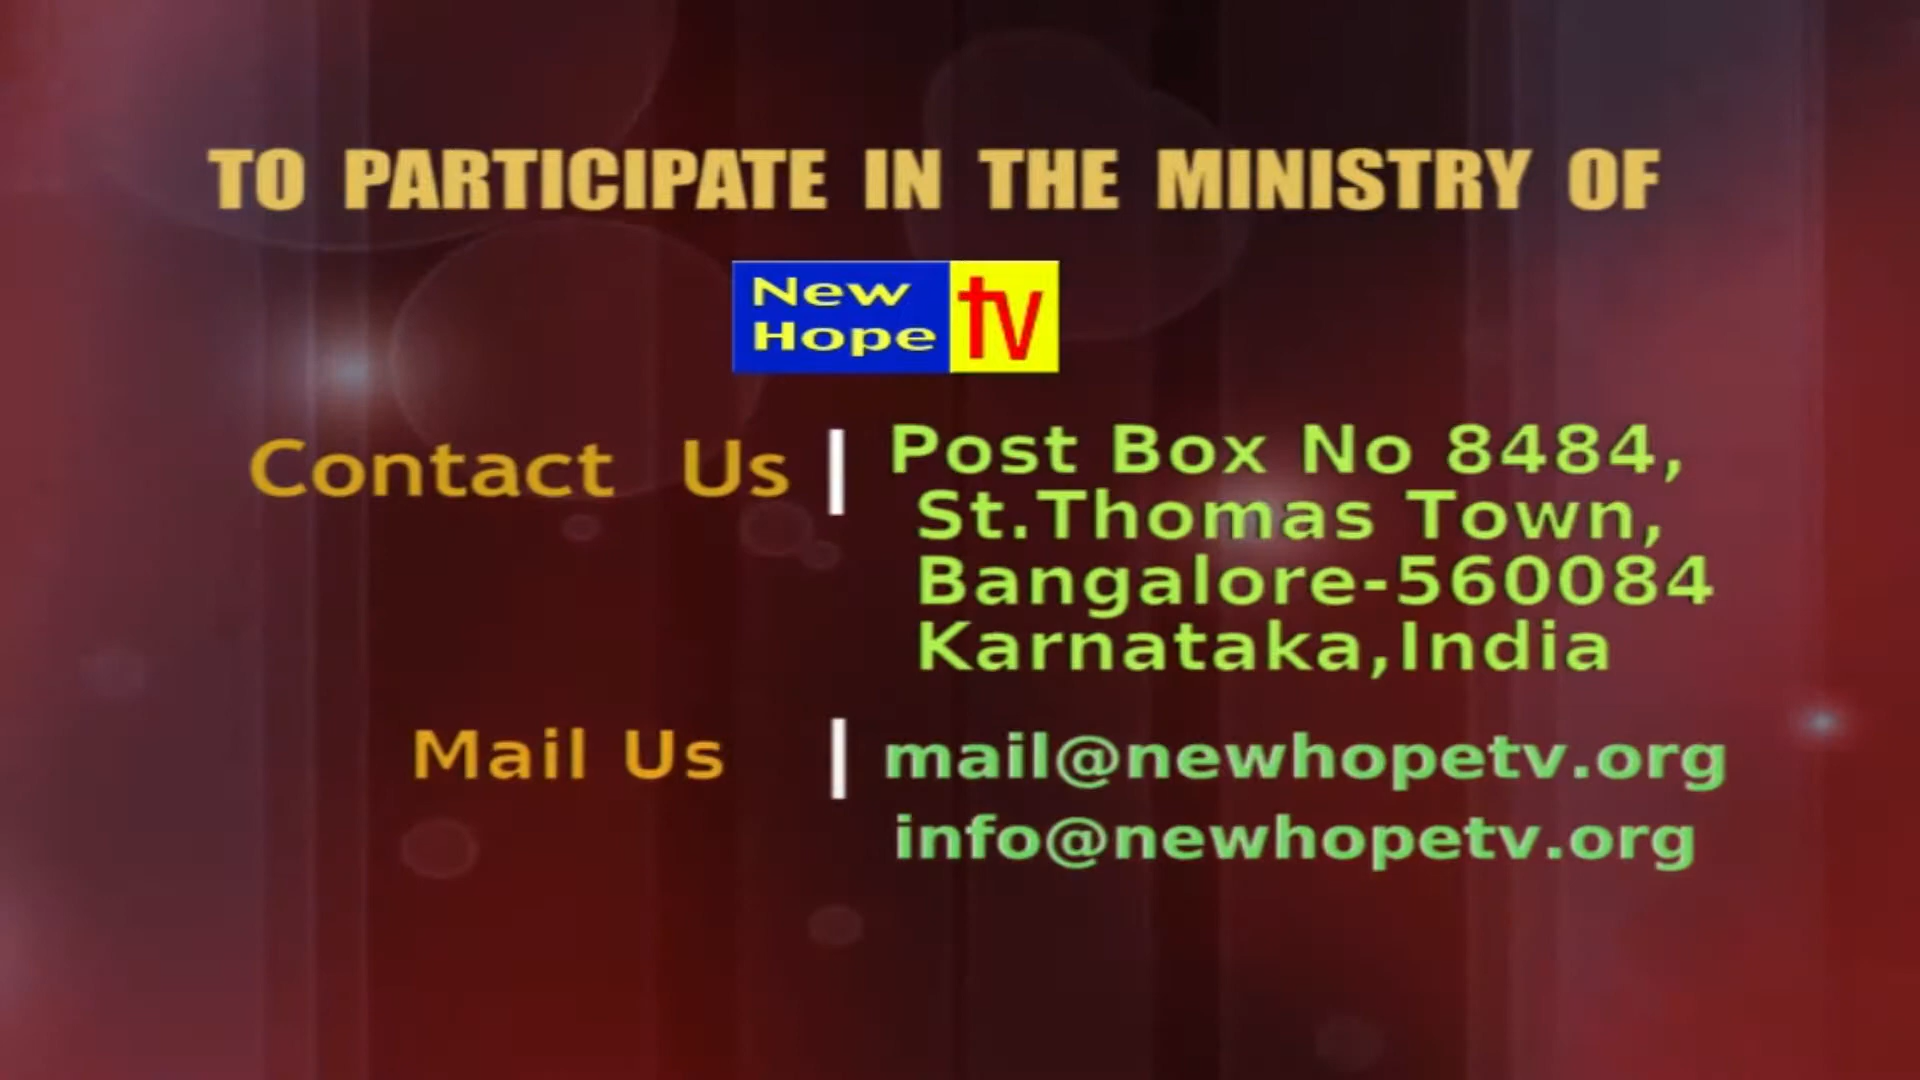 TO PARTICIPATE IN THE MINISTRY OF
New
Hope
tv
Contact Us
Post Box No 8484,
St.Thomas Town,
Bangalore-560084
Karnataka,India
Mail Us
mail@newhopetv.org
info@newhopetv.org